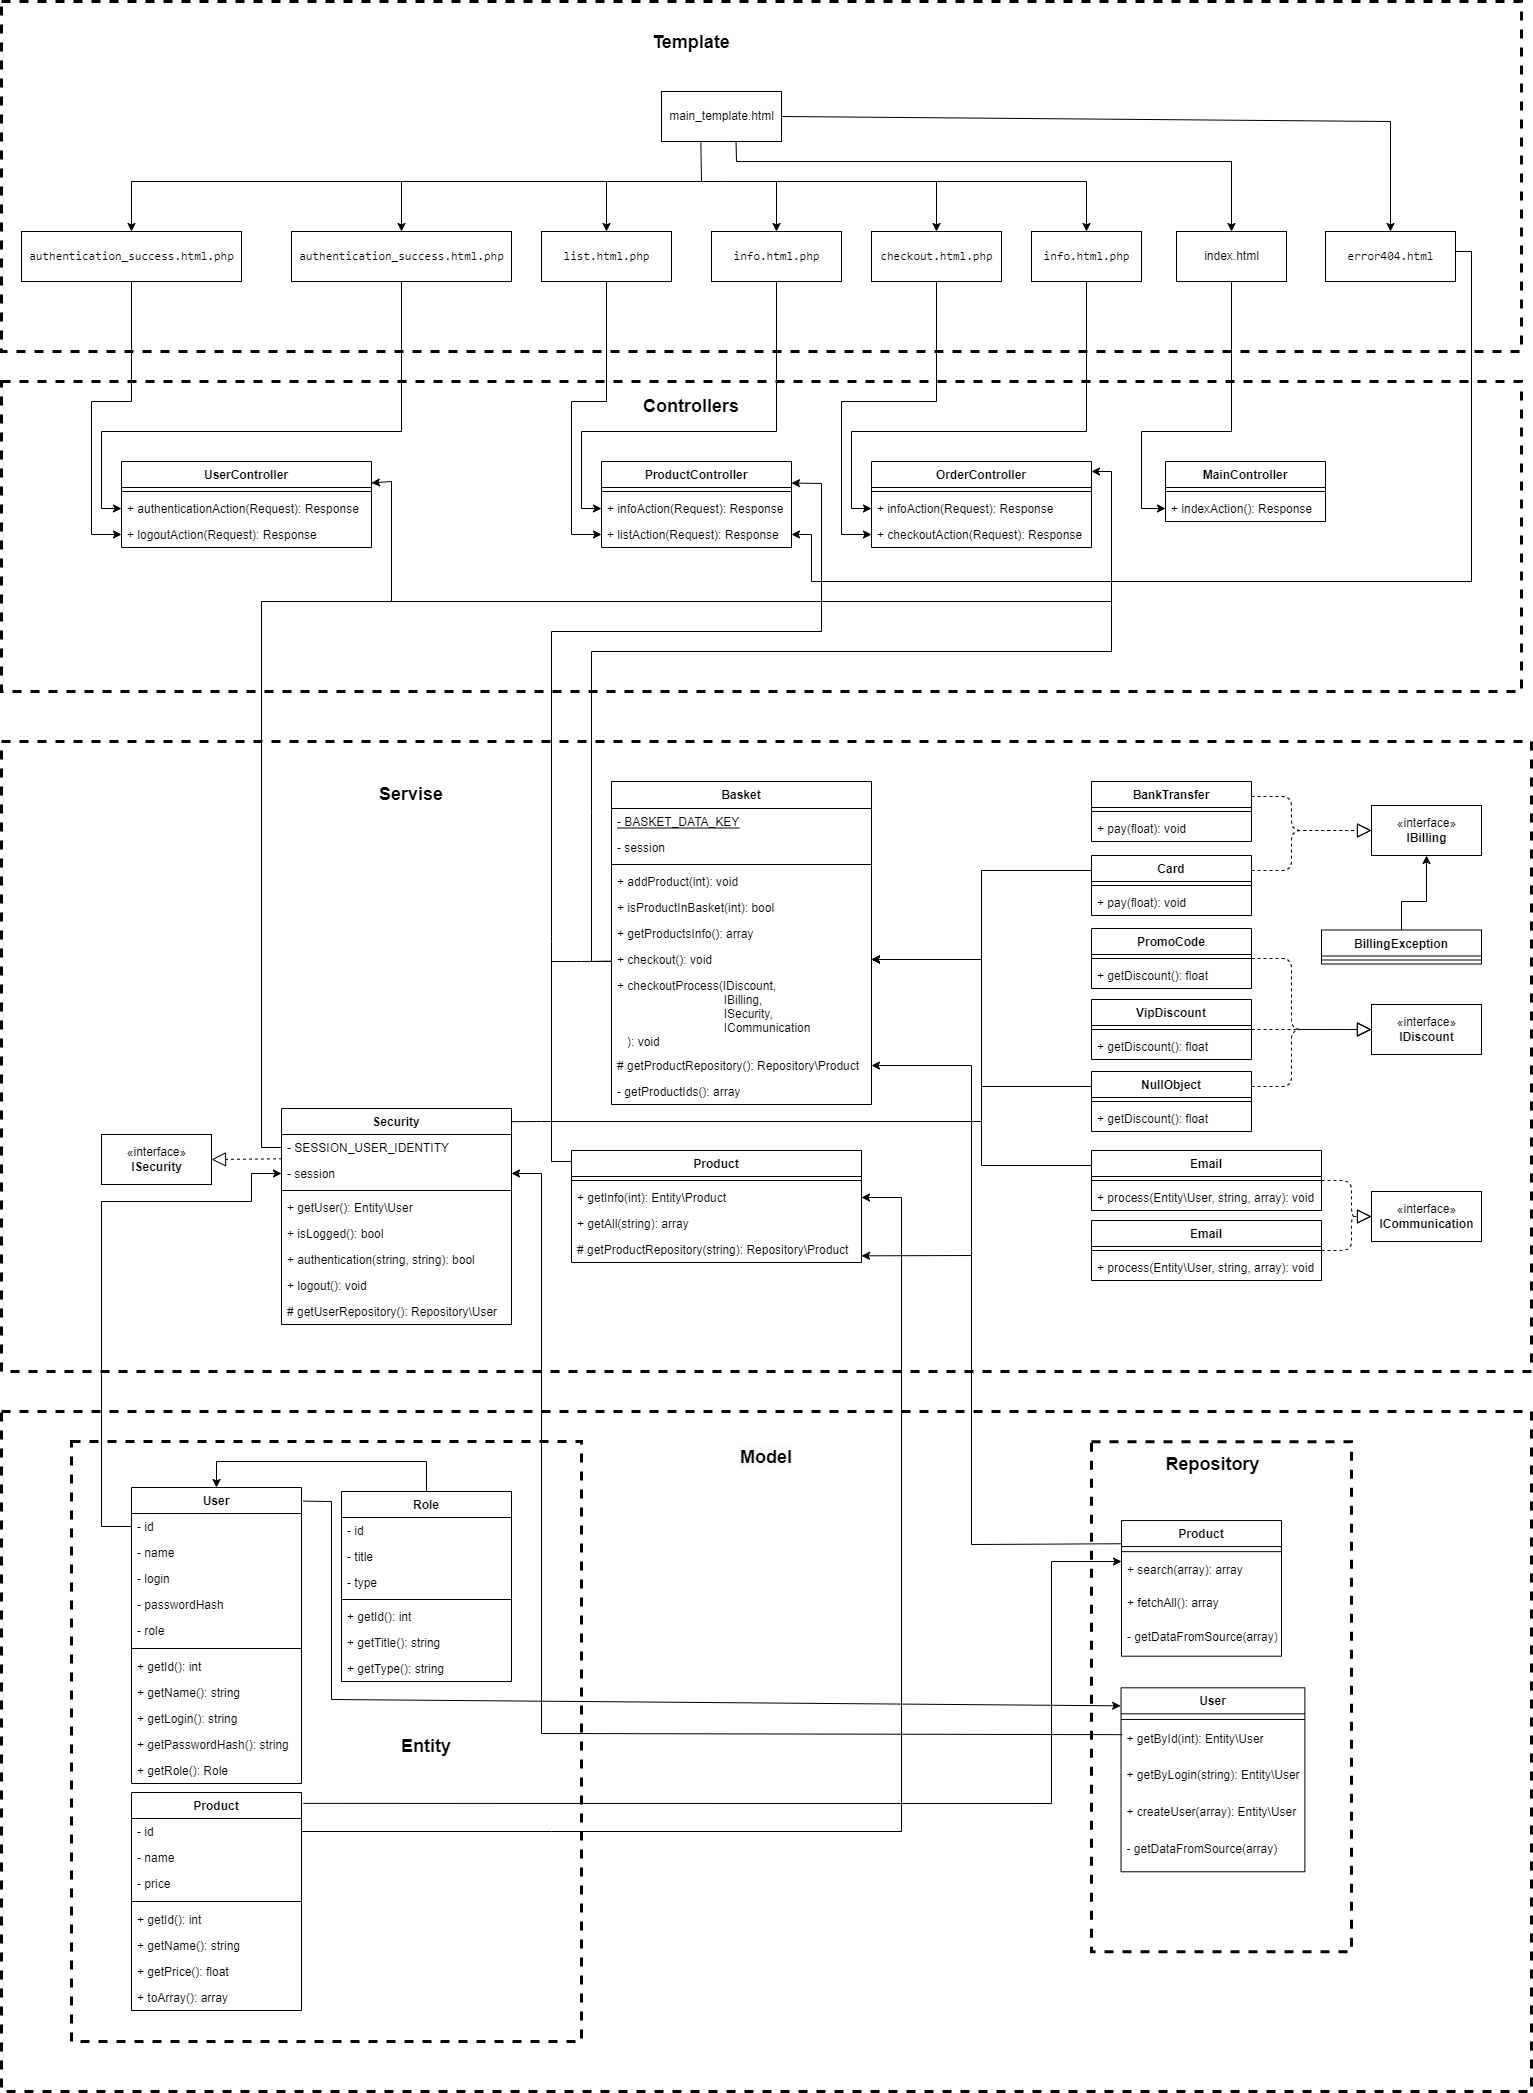 Template
main_template.html
authentication_success.html.php
authentication_success.html.php
list.html.php
info.html.php
checkout.html.php
info.html.php
index.html
error404.html
Controllers
UserController
+ authenticationAction(Request): Response
+ logoutAction(Request): Response
ProductController
+ infoAction(Request): Response
+ listAction(Request): Response
OrderController
+ infoAction(Request): Response
+ checkoutAction(Request): Response
MainController
+ indexAction(): Response
Servise
Basket
- BASKET_DATA_KEY
- session
+ addProduct(int): void
+ isProductInBasket(int): bool
+ getProductsInfo(): array
+ checkout(): void
+ checkoutProcess(IDiscount,
IBilling,
ISecurity,
ICommunication
): void
# getProductRepository(): Repository\Product
- getProductIds(): array
BankTransfer
+ pay(float): void
Card
+ pay(float): void
«interface»
IBilling
BillingException
PromoCode
+ getDiscount(): float
VipDiscount
+ getDiscount(): float
NullObject
+ getDiscount(): float
«interface»
IDiscount
«interface»
ISecurity
Security
- SESSION_USER_IDENTITY
- session
+ getUser(): Entity\User
+ isLogged(): bool
+ authentication(string, string): bool
+ logout(): void
# getUserRepository(): Repository\User
Product
+ getInfo(int): Entity\Product
+ getAll(string): array
# getProductRepository(string): Repository\Product
Email
+ process(Entity\User, string, array): void
Email
+ process(Entity\User, string, array): void
«interface»
ICommunication
Model
User
- id
- name
- login
- passwordHash
- role
+ getId(): int
+ getName(): string
+ getLogin(): string
+ getPasswordHash(): string
+ getRole(): Role
Role
- id
- title
- type
+ getId(): int
+ getTitle(): string
+ getType(): string
Entity
Product
- id
- name
- price
+ getId(): int
+ getName(): string
+ getPrice(): float
+ toArray(): array
Repository
Product
+ search(array): array
+ fetchAll(): array
- getDataFromSource(array)
User
+ getById(int): Entity\User
+ getByLogin(string): Entity\User
+ createUser(array): Entity\User
- getDataFromSource(array)